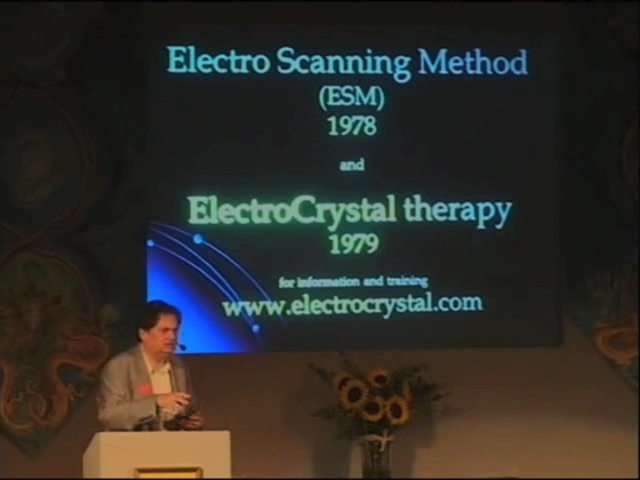 Electro Scanning Method
(ESM)
1978
and
ElectroCrystal therapy
1979
for information and training
www.electrocrystal.com